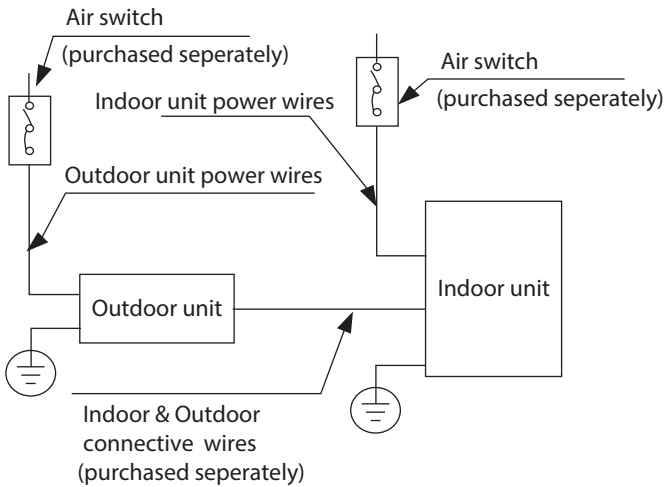 Air switch
(purchased seperately)
Air switch
(purchased seperately)
Indoor unit power wires
Outdoor unit power wires
Indoor unit
Outdoor unit
Indoor & Outdoor
connective wires
(purchased seperately)